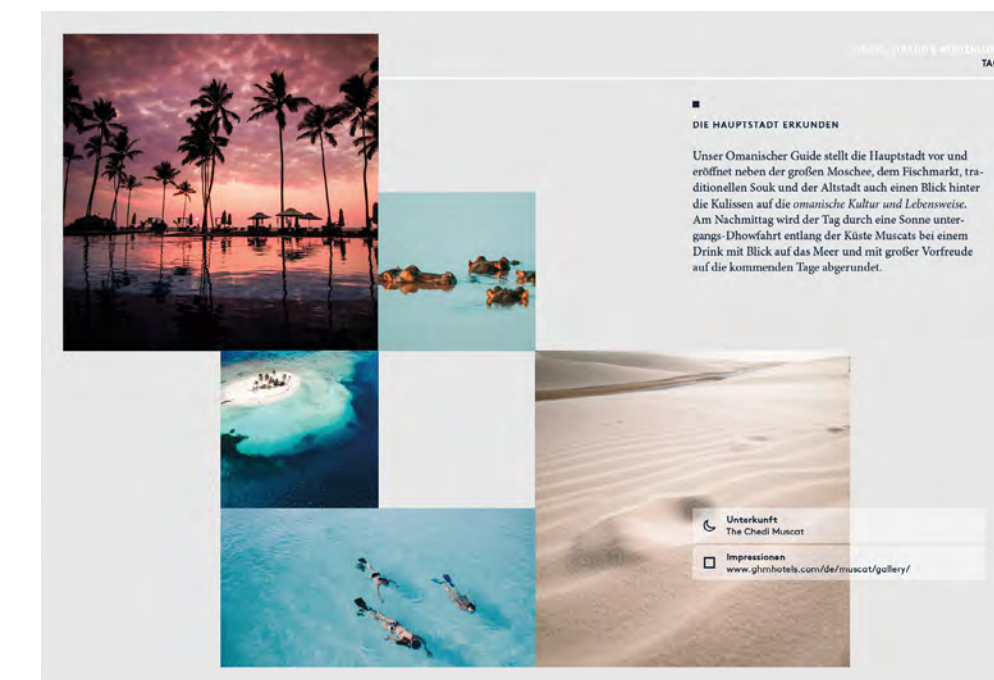 TAG
DIE HAUPTSTADT ERKUNDEN
Unser Omanischer Guide stellt die Hauptstadt vor und
eröffnet neben der großen Moschee, dem Fischmarkt, tra-
ditionellen Souk und der Altstadt auch einen Blick hinter
die Kulissen auf die omanische Kultur und Lebensweise.
Am Nachmittag wird der Tag durch eine Sonne unter-
gangs-Dhowfahrt entlang der Küste Muscats bei einem
Drink mit Blick auf das Meer und mit großer Vorfreude
auf die kommenden Tage abgerundet.
Unterkunft
The Chedi Muscat
Impressionen
www.ghmhotels.com/de/muscat/gallery/